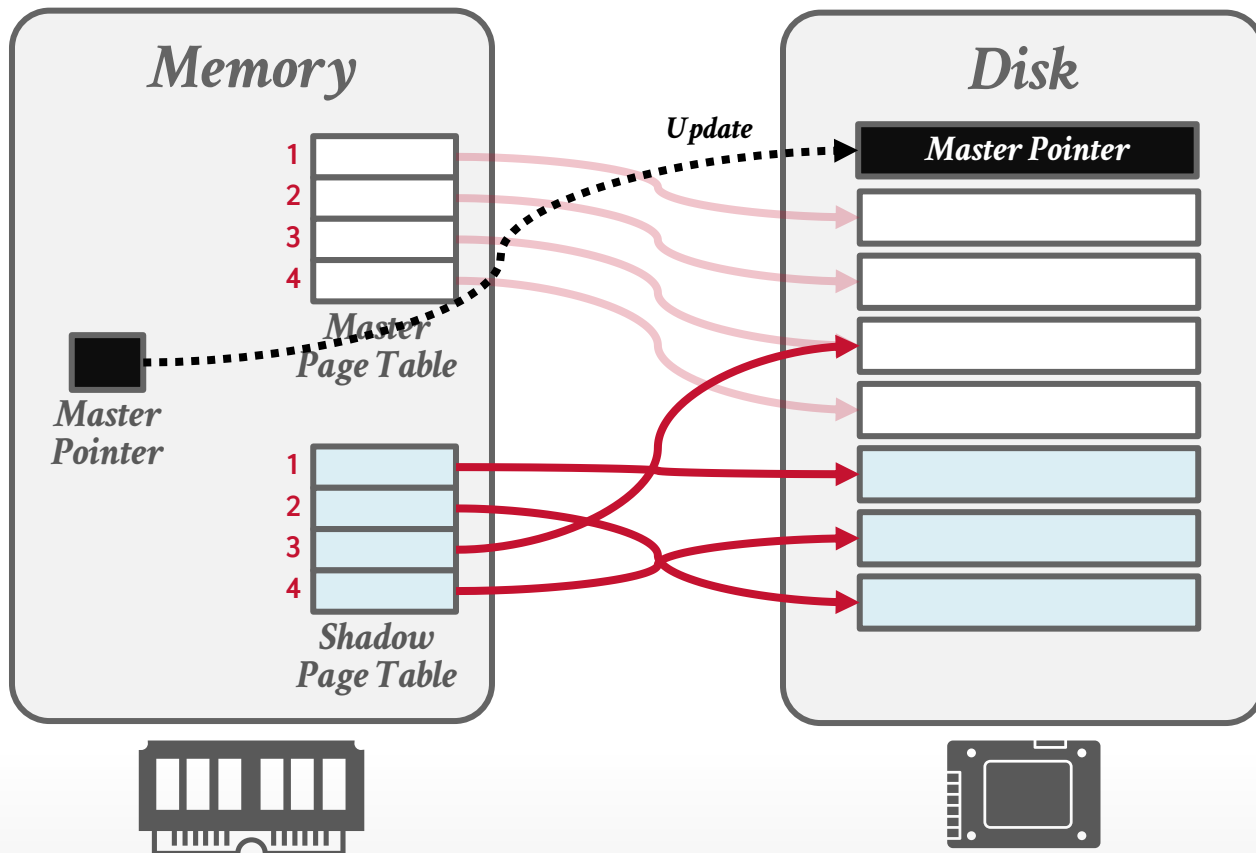 Memory
Disk
Update
Master Pointer
1
2
3
4
Master
Page Table
Master
Pointer
1
2
3
4
Shadow
Page Table